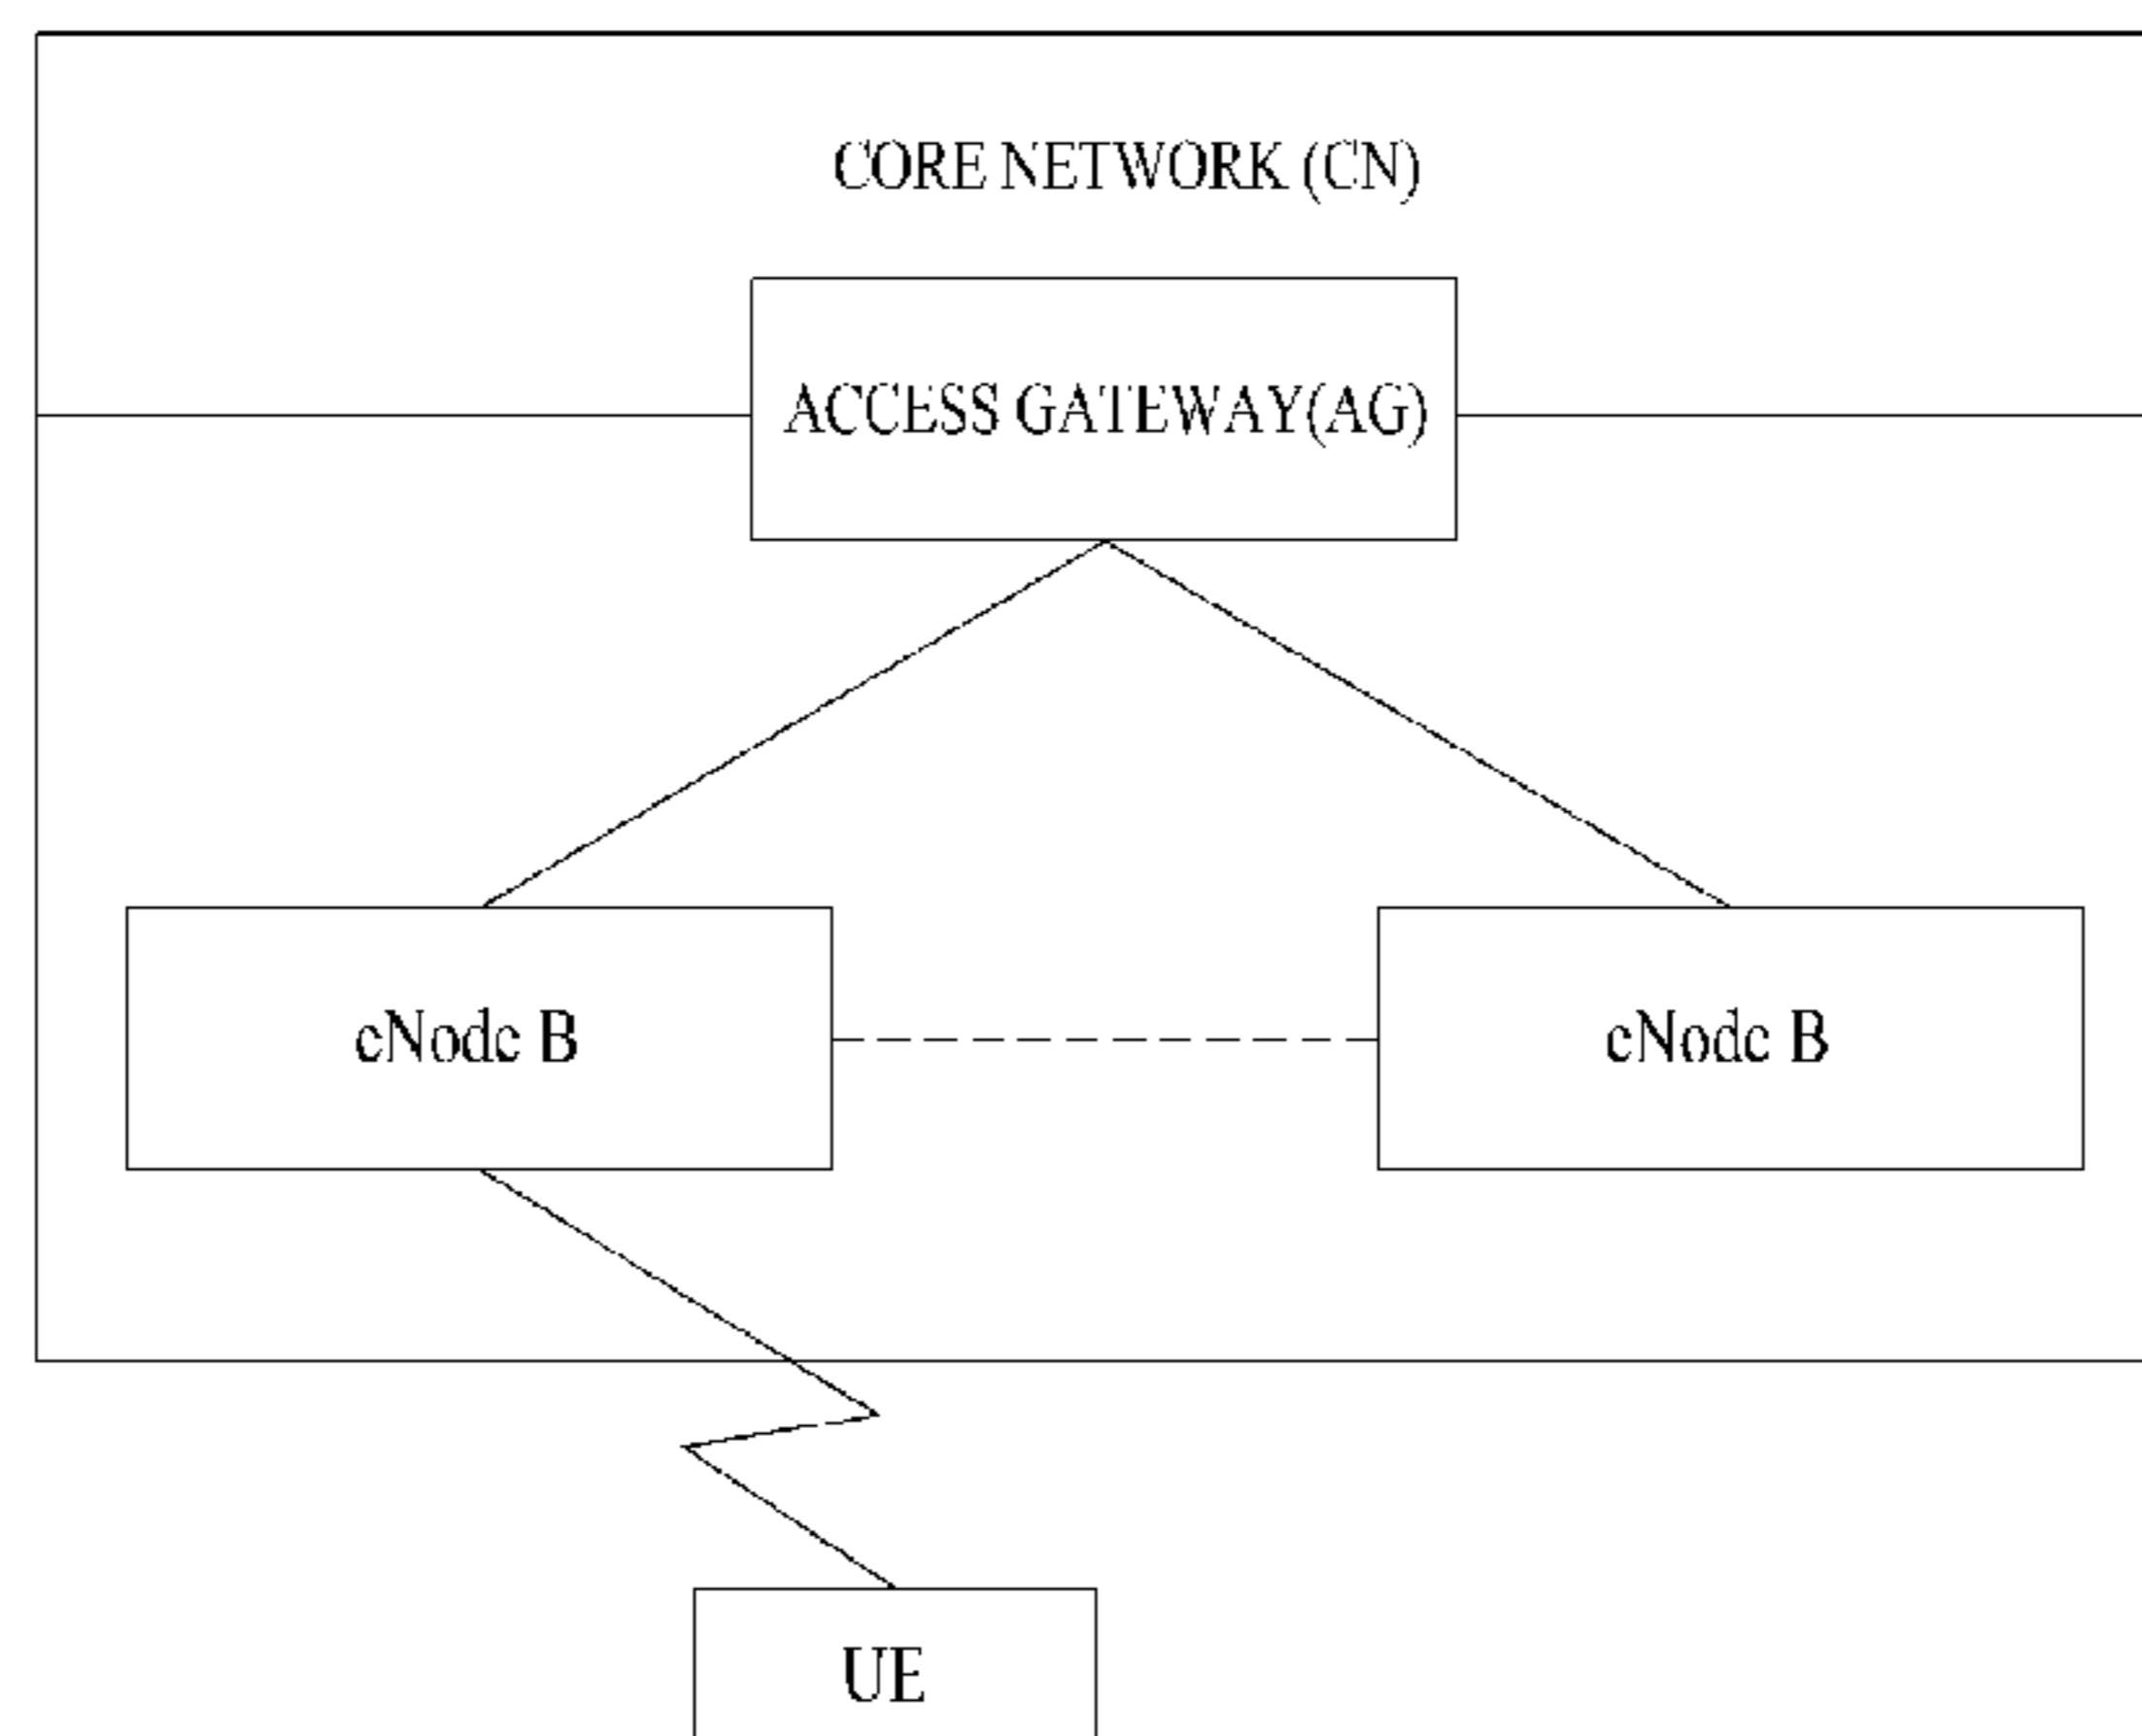 CORE NETWORK (CN)
ACCESS GATEWAY(AG)
eNode B
eNode B
UE